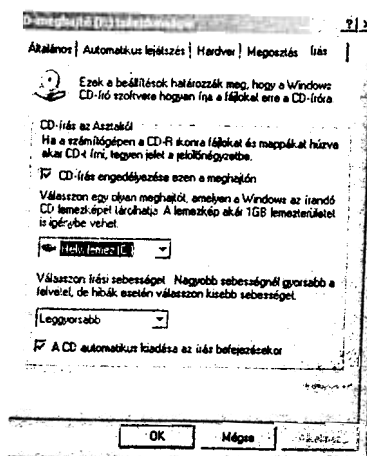 D-meghajtó (D:) tulajdonságai
Általános Automatikus lejátszás Hardver Megosztás Írás
Ezek a beállítások határozzák meg, hogy a Windows
CD-író szoftvere hogyan írja a fájlokat erre a CD-íróra
CD-írás az Asztalról
Ha a számítógépen a CD-R ikonra fájlokat és mappákat húzva
akar CD-t írni, tegyen jelet a jelölőnégyzetbe.
CD-írás engedélyezése ezen a meghajtón
Válasszon egy olyan meghajtót, amelyen a Windows az írandó
CD lemezképét tárolhatja. A lemezkép akár 1GB lemezterületet
is igénybe vehet.
Helyi lemez (C:)
Válasszon írási sebességet. Nagyobb sebességnél gyorsabb a
felvétel, de hibák esetén válasszon kisebb sebességet.
Leggyorsabb
A CD automatikus kiadása az írás befejezésekor
OK Mégse